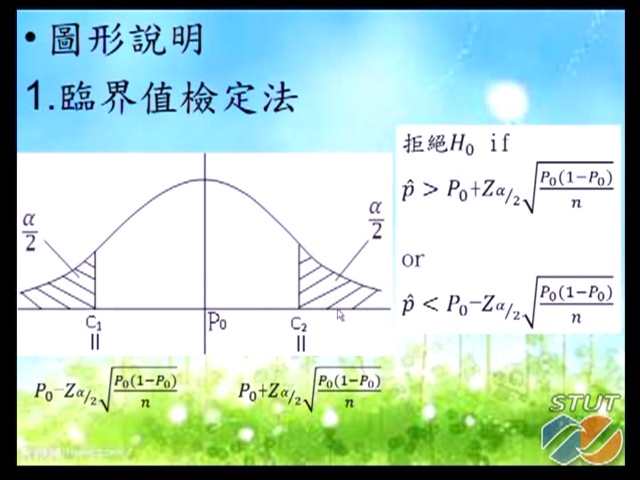 • 圖形說明
1.臨界值檢定法
拒絕H₀ if
p̂ > P₀+Z_{α/2}√(P₀(1−P₀)/n)
or
p̂ < P₀−Z_{α/2}√(P₀(1−P₀)/n)
α/2
α/2
C₁ P₀ C₂
|| ||
P₀−Z_{α/2}√(P₀(1−P₀)/n) P₀+Z_{α/2}√(P₀(1−P₀)/n)
STUT